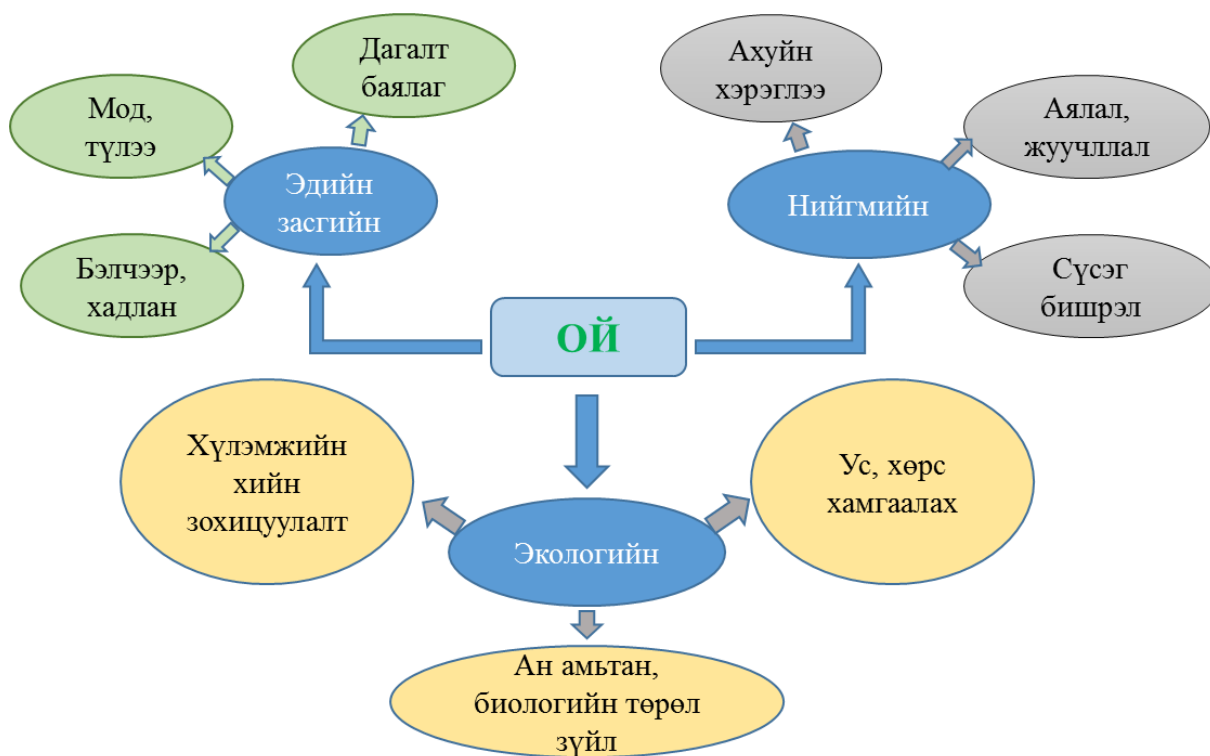 Дагалт
баялаг
Мод,
түлээ
Эдийн
засгийн
Бэлчээр,
хадлан
Ахуйн
хэрэглээ
Аялал,
жуучллал
Нийгмийн
Сүсэг
бишрэл
ОЙ
Хүлэмжийн
хийн
зохицуулалт
Ус, хөрс
хамгаалах
Экологийн
Ан амьтан,
биологийн төрөл
зүйл